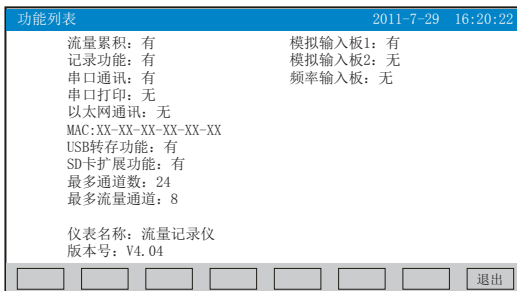 功能列表 2011-7-29 16:20:22
流量累积：有 模拟输入板1：有
记录功能：有 模拟输入板2：无
串口通讯：有 频率输入板：无
串口打印：无
以太网通讯：无
MAC:XX-XX-XX-XX-XX-XX
USB转存功能：有
SD卡扩展功能：有
最多通道数：24
最多流量通道：8
仪表名称：流量记录仪
版本号：V4.04
退出